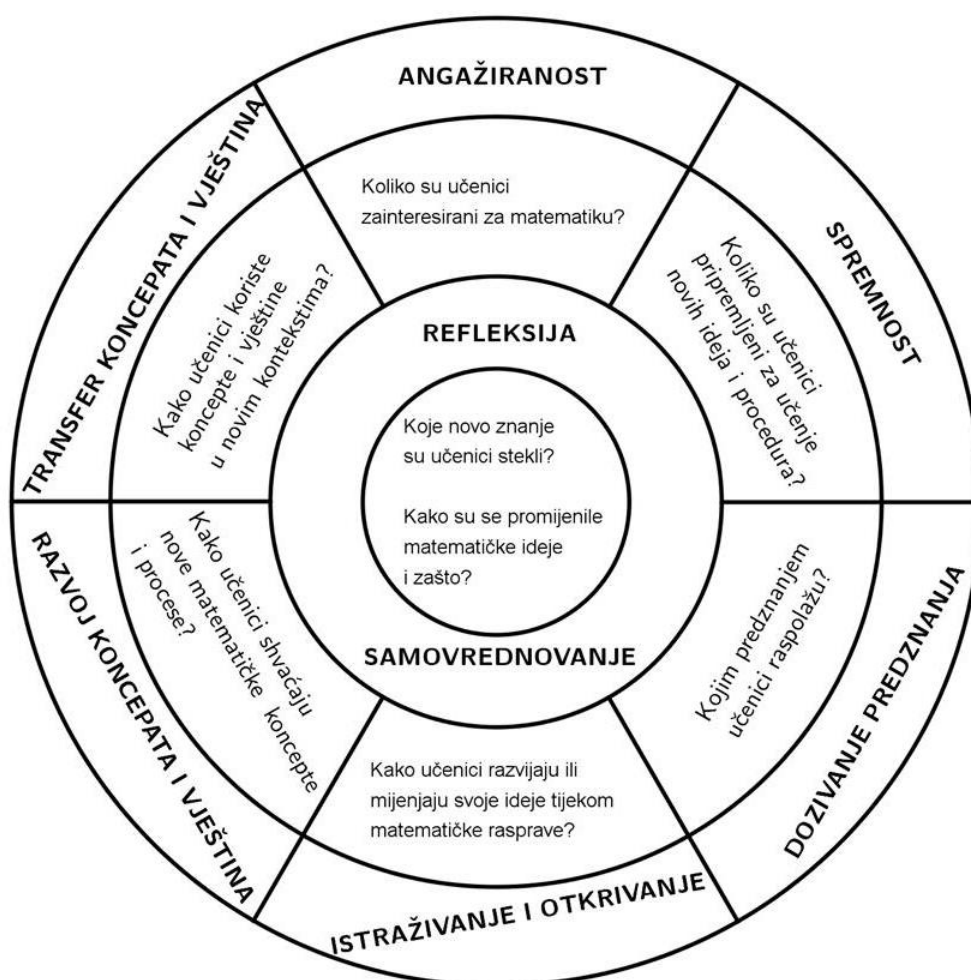 ANGAŽIRANOST
Koliko su učenici
zainteresirani za matematiku?
SPREMNOST
Koliko su učenici
pripremljeni za učenje
novih ideja i procedura?
DOZIVANJE PREDZNANJA
Kojim predznanjem
učenici raspolažu?
ISTRAŽIVANJE I OTKRIVANJE
Kako učenici razvijaju ili
mijenjaju svoje ideje tijekom
matematičke rasprave?
RAZVOJ KONCEPATA I VJEŠTINA
Kako učenici shvaćaju
nove matematičke koncepte
i procese?
TRANSFER KONCEPATA I VJEŠTINA
Kako učenici koriste
koncepte i vještine
u novim kontekstima?
REFLEKSIJA
Koje novo znanje
su učenici stekli?
Kako su se promijenile
matematičke ideje
i zašto?
SAMOVREDNOVANJE